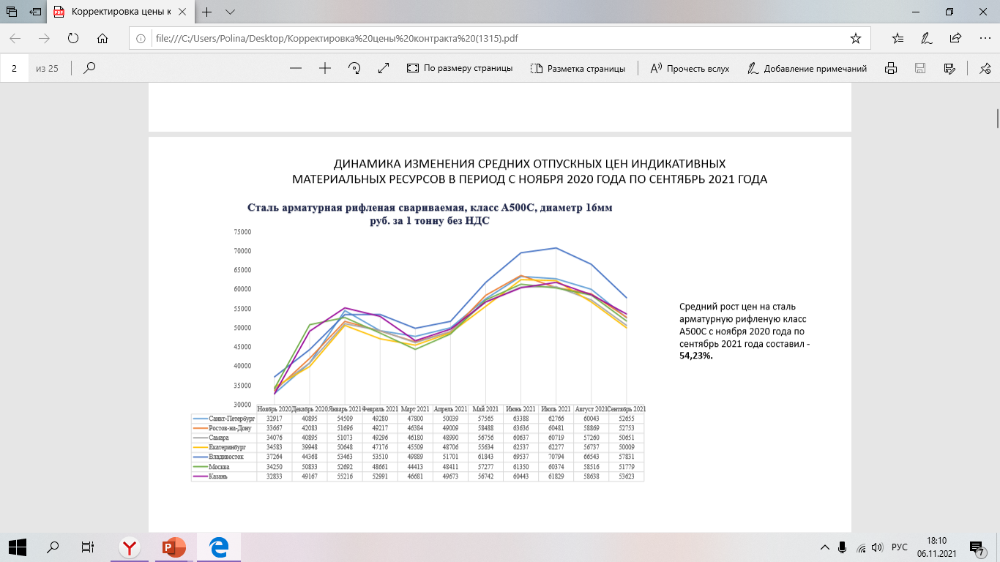 Корректировка цены к
file:///C:/Users/Polina/Desktop/Корректировка%20цены%20контракта%20(1315).pdf
2 из 25
По размеру страницы
Разметка страницы
Прочесть вслух
Добавление примечаний
ДИНАМИКА ИЗМЕНЕНИЯ СРЕДНИХ ОТПУСКНЫХ ЦЕН ИНДИКАТИВНЫХ
МАТЕРИАЛЬНЫХ РЕСУРСОВ В ПЕРИОД С НОЯБРЯ 2020 ГОДА ПО СЕНТЯБРЬ 2021 ГОДА
Сталь арматурная рифленая свариваемая, класс А500С, диаметр 16мм
руб. за 1 тонну без НДС
75000
70000
65000
60000
55000
50000
45000
40000
35000
30000
Ноябрь 2020 Декабрь 2020 Январь 2021 Февраль 2021 Март 2021 Апрель 2021 Май 2021 Июнь 2021 Июль 2021 Август 2021 Сентябрь 2021
Санкт-Петербург 32917 40895 54509 49280 47800 50039 57565 63388 62766 60043 52655
Ростов-на-Дону 33667 42083 51696 49217 46384 49009 58488 63636 60481 58869 52753
Самара 34076 40895 51073 49296 46180 48990 56756 60637 60719 57260 50651
Екатеринбург 34583 39948 50648 47176 45509 48706 55634 62537 62277 56737 50009
Владивосток 37264 44368 53463 53510 49889 51701 61843 69537 70794 66543 57831
Москва 34250 50833 52692 48661 44413 48411 57277 61350 60374 58516 51779
Казань 32833 49167 55216 52991 46681 49673 56742 60443 61829 58638 53623
Средний рост цен на сталь
арматурную рифленую класс
А500С с ноября 2020 года по
сентябрь 2021 года составил -
54,23%.
РУС
18:10
06.11.2021
7